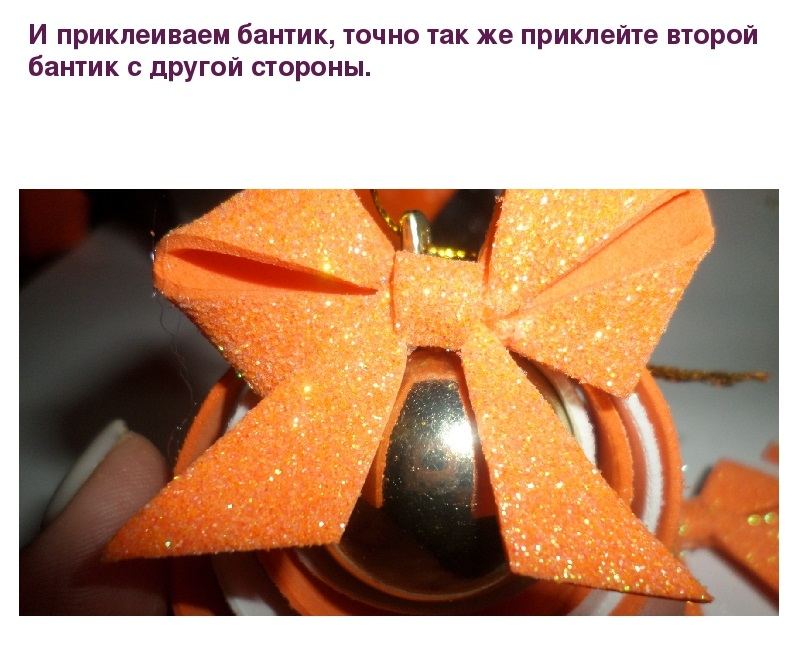 И приклеиваем бантик, точно так же приклейте второй
бантик с другой стороны.